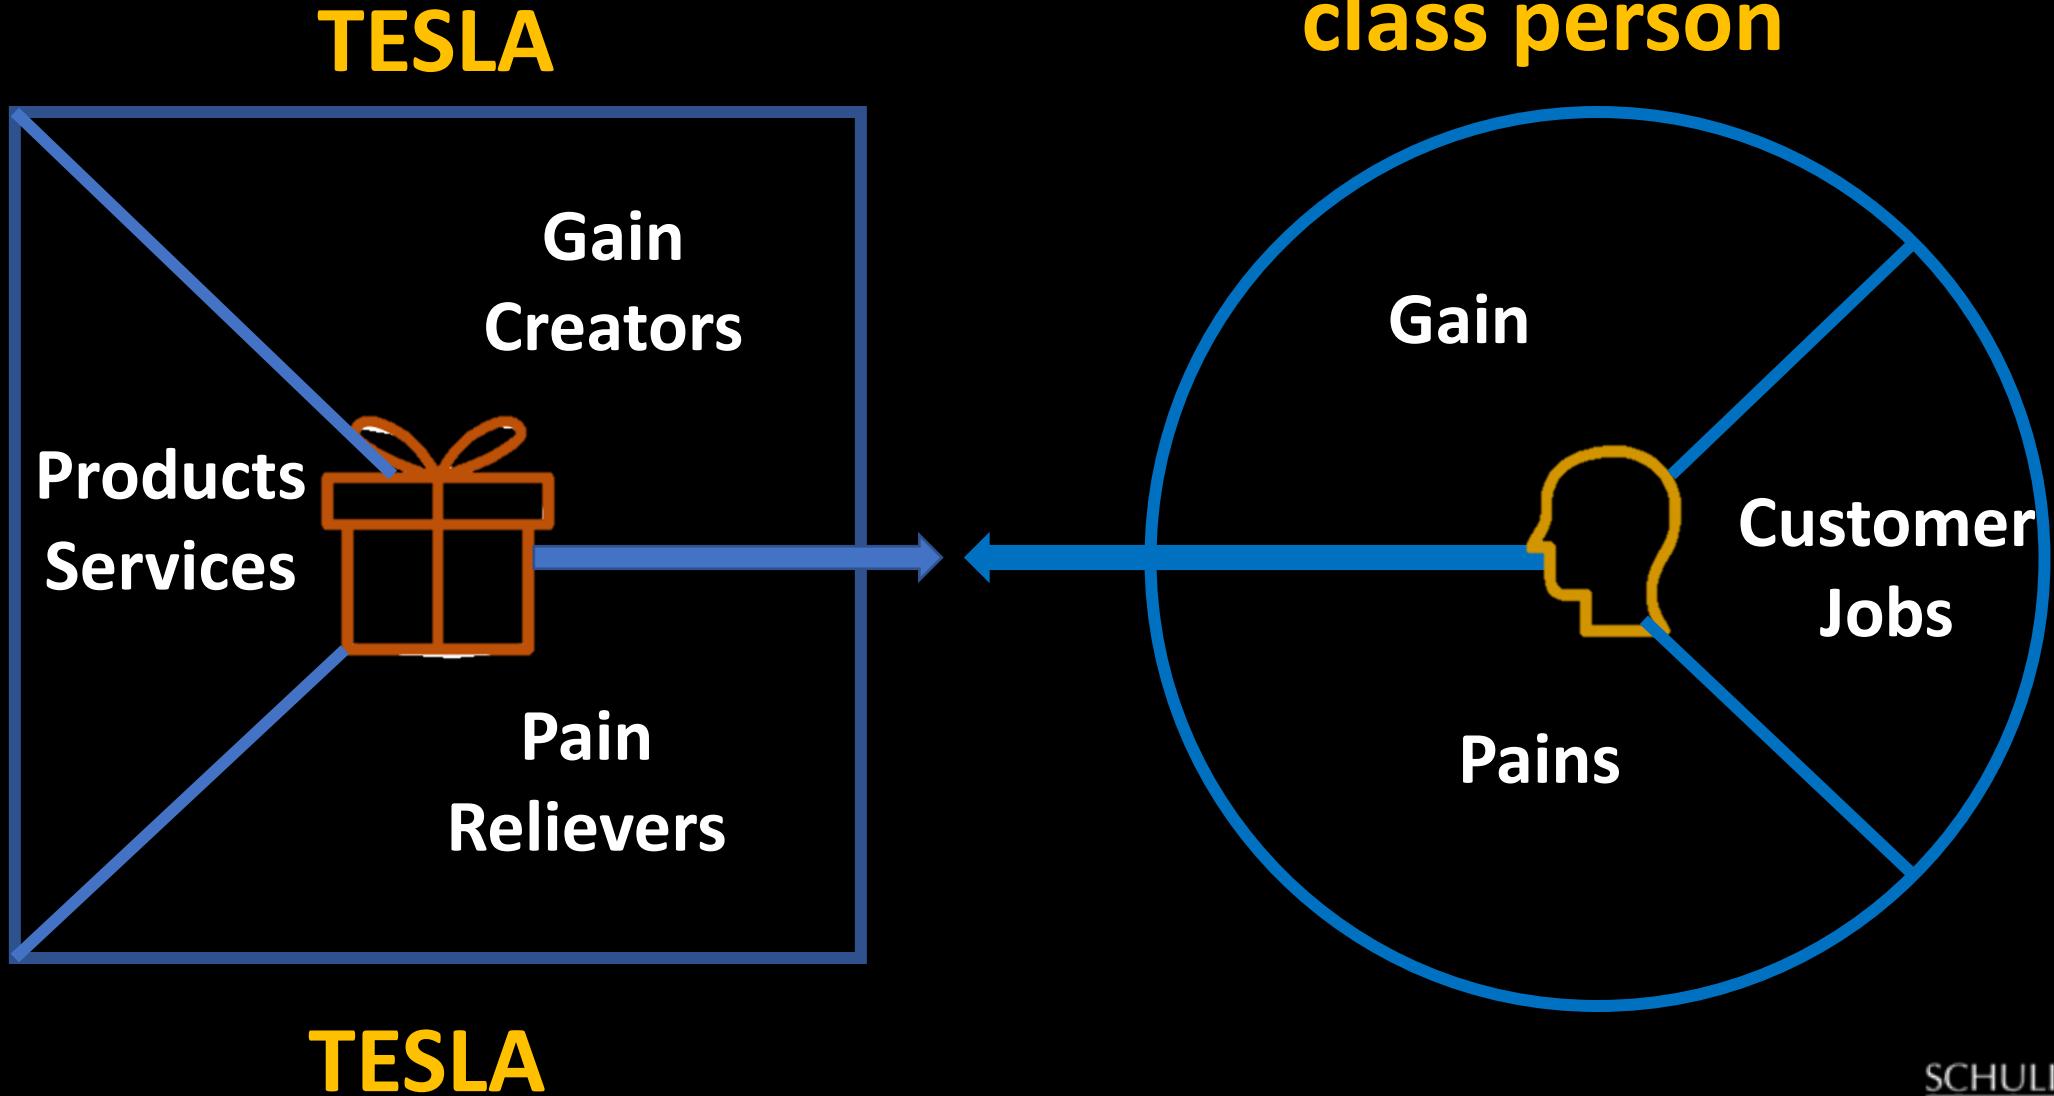 TESLA
class person
Gain
Creators
Products
Services
Pain
Relievers
Gain
Customer
Jobs
Pains
TESLA